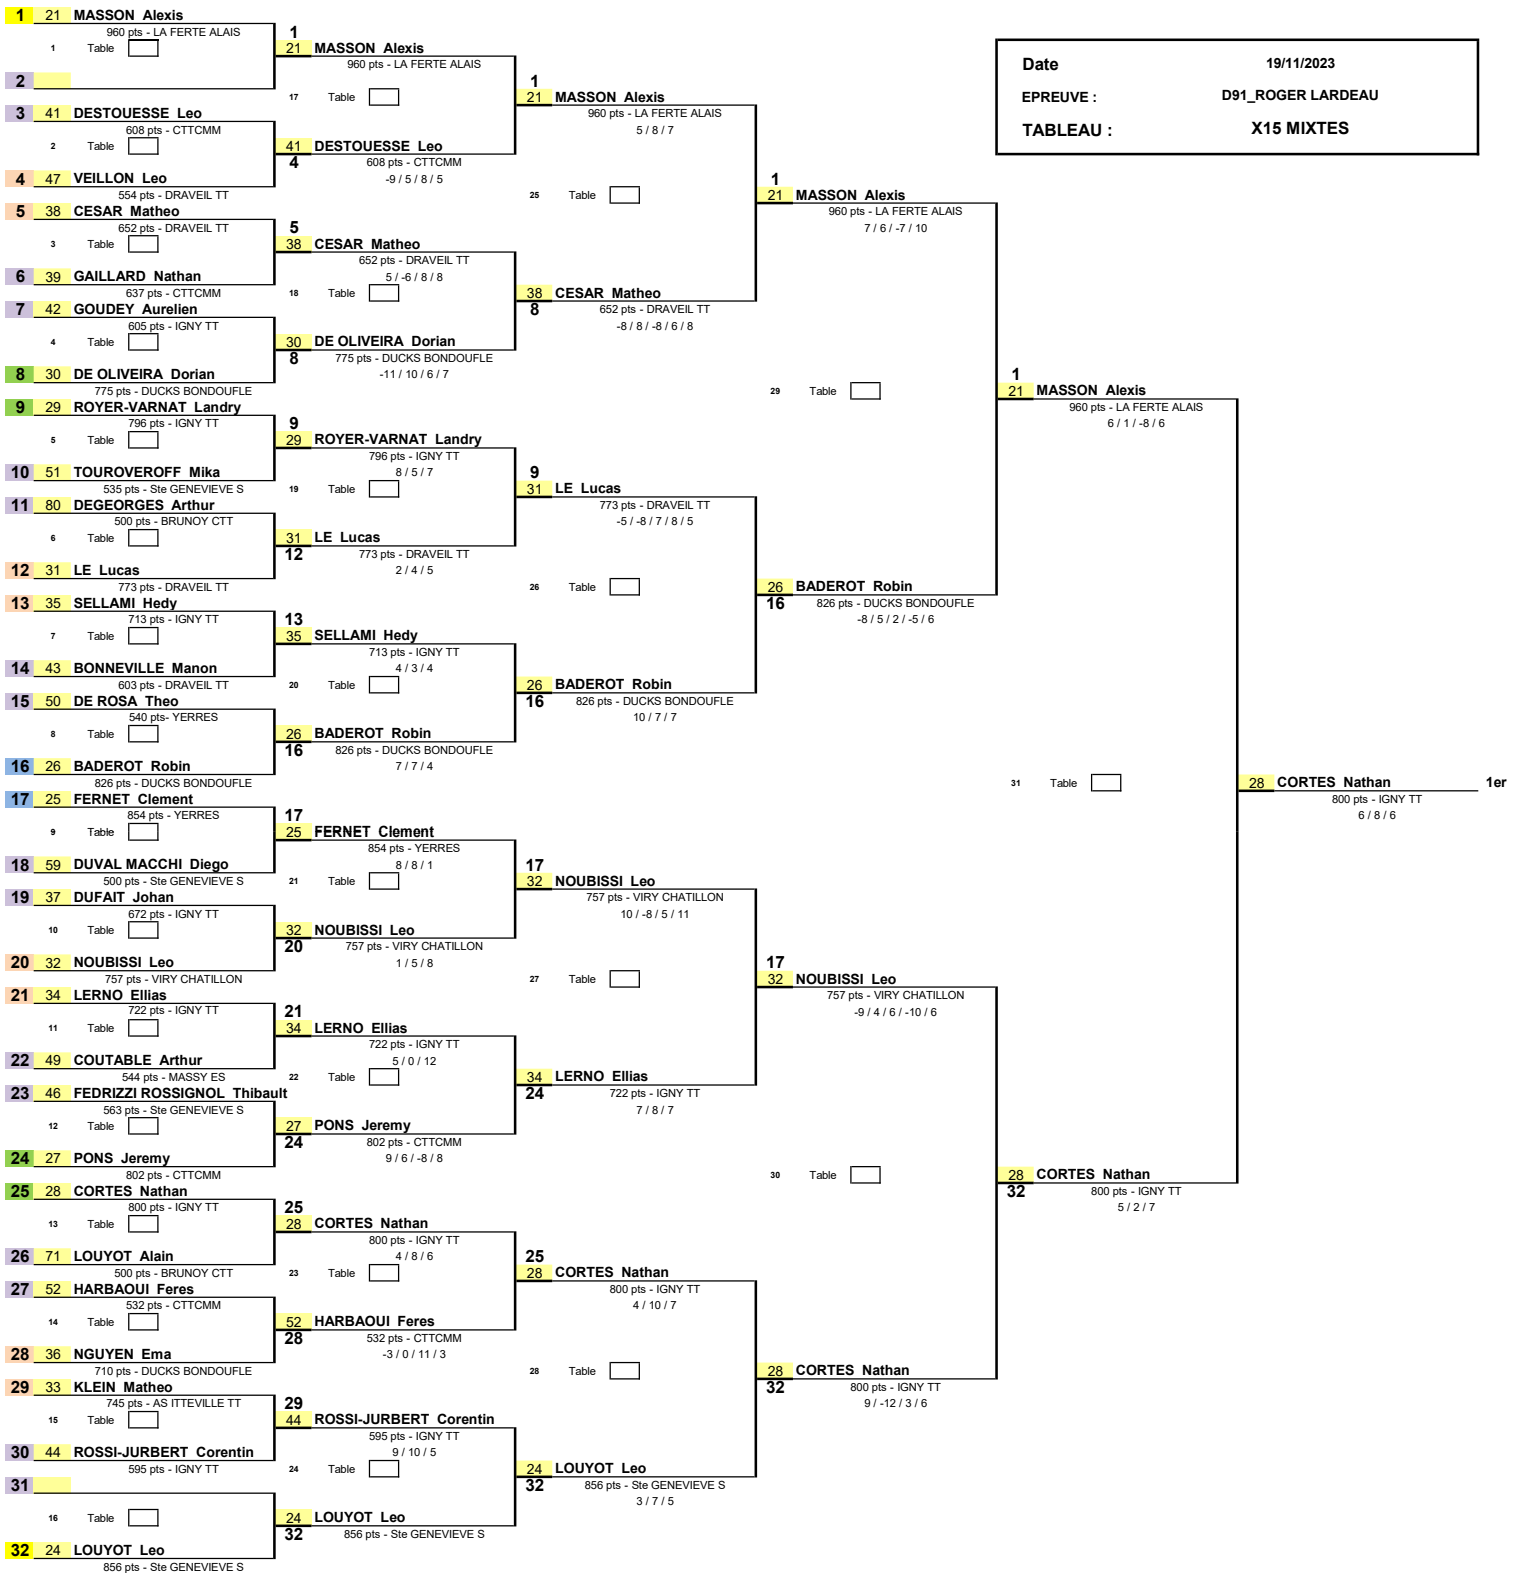 1 21 MASSON Alexis
960 pts - LA FERTE ALAIS
1 Table
2
3 41 DESTOUESSE Leo
608 pts - CTTCMM
2 Table
4 47 VEILLON Leo
554 pts - DRAVEIL TT
5 38 CESAR Matheo
652 pts - DRAVEIL TT
3 Table
6 39 GAILLARD Nathan
637 pts - CTTCMM
7 42 GOUDEY Aurelien
605 pts - IGNY TT
4 Table
8 30 DE OLIVEIRA Dorian
775 pts - DUCKS BONDOUFLE
9 29 ROYER-VARNAT Landry
796 pts - IGNY TT
5 Table
10 51 TOUROVEROFF Mika
535 pts - Ste GENEVIEVE S
11 80 DEGEORGES Arthur
500 pts - BRUNOY CTT
6 Table
12 31 LE Lucas
773 pts - DRAVEIL TT
13 35 SELLAMI Hedy
713 pts - IGNY TT
7 Table
14 43 BONNEVILLE Manon
603 pts - DRAVEIL TT
15 50 DE ROSA Theo
540 pts- YERRES
8 Table
16 26 BADEROT Robin
826 pts - DUCKS BONDOUFLE
17 25 FERNET Clement
854 pts - YERRES
9 Table
18 59 DUVAL MACCHI Diego
500 pts - Ste GENEVIEVE S
19 37 DUFAIT Johan
672 pts - IGNY TT
10 Table
20 32 NOUBISSI Leo
757 pts - VIRY CHATILLON
21 34 LERNO Ellias
722 pts - IGNY TT
11 Table
22 49 COUTABLE Arthur
544 pts - MASSY ES
23 46 FEDRIZZI ROSSIGNOL Thibault
563 pts - Ste GENEVIEVE S
12 Table
24 27 PONS Jeremy
802 pts - CTTCMM
25 28 CORTES Nathan
800 pts - IGNY TT
13 Table
26 71 LOUYOT Alain
500 pts - BRUNOY CTT
27 52 HARBAOUI Feres
532 pts - CTTCMM
14 Table
28 36 NGUYEN Ema
710 pts - DUCKS BONDOUFLE
29 33 KLEIN Matheo
745 pts - AS ITTEVILLE TT
15 Table
30 44 ROSSI-JURBERT Corentin
595 pts - IGNY TT
31
16 Table
32 24 LOUYOT Leo
856 pts - Ste GENEVIEVE S
1
21 MASSON Alexis
960 pts - LA FERTE ALAIS
17 Table
41 DESTOUESSE Leo
4
608 pts - CTTCMM
-9 / 5 / 8 / 5
5
38 CESAR Matheo
652 pts - DRAVEIL TT
5 / -6 / 8 / 8
18 Table
30 DE OLIVEIRA Dorian
8
775 pts - DUCKS BONDOUFLE
-11 / 10 / 6 / 7
9
29 ROYER-VARNAT Landry
796 pts - IGNY TT
8 / 5 / 7
19 Table
31 LE Lucas
12
773 pts - DRAVEIL TT
2 / 4 / 5
13
35 SELLAMI Hedy
713 pts - IGNY TT
4 / 3 / 4
20 Table
26 BADEROT Robin
16
826 pts - DUCKS BONDOUFLE
7 / 7 / 4
17
25 FERNET Clement
854 pts - YERRES
8 / 8 / 1
21 Table
32 NOUBISSI Leo
20
757 pts - VIRY CHATILLON
1 / 5 / 8
21
34 LERNO Ellias
722 pts - IGNY TT
5 / 0 / 12
22 Table
27 PONS Jeremy
24
802 pts - CTTCMM
9 / 6 / -8 / 8
25
28 CORTES Nathan
800 pts - IGNY TT
4 / 8 / 6
23 Table
52 HARBAOUI Feres
28
532 pts - CTTCMM
-3 / 0 / 11 / 3
29
44 ROSSI-JURBERT Corentin
595 pts - IGNY TT
9 / 10 / 5
24 Table
24 LOUYOT Leo
32
856 pts - Ste GENEVIEVE S
1
21 MASSON Alexis
960 pts - LA FERTE ALAIS
5 / 8 / 7
25 Table
38 CESAR Matheo
8
652 pts - DRAVEIL TT
-8 / 8 / -8 / 6 / 8
9
31 LE Lucas
773 pts - DRAVEIL TT
-5 / -8 / 7 / 8 / 5
26 Table
26 BADEROT Robin
16
826 pts - DUCKS BONDOUFLE
10 / 7 / 7
17
32 NOUBISSI Leo
757 pts - VIRY CHATILLON
10 / -8 / 5 / 11
27 Table
34 LERNO Ellias
24
722 pts - IGNY TT
7 / 8 / 7
25
28 CORTES Nathan
800 pts - IGNY TT
4 / 10 / 7
28 Table
24 LOUYOT Leo
32
856 pts - Ste GENEVIEVE S
3 / 7 / 5
1
21 MASSON Alexis
960 pts - LA FERTE ALAIS
7 / 6 / -7 / 10
29 Table
26 BADEROT Robin
16
826 pts - DUCKS BONDOUFLE
-8 / 5 / 2 / -5 / 6
17
32 NOUBISSI Leo
757 pts - VIRY CHATILLON
-9 / 4 / 6 / -10 / 6
30 Table
28 CORTES Nathan
32
800 pts - IGNY TT
9 / -12 / 3 / 6
Date 19/11/2023
EPREUVE : D91_ROGER LARDEAU
TABLEAU : X15 MIXTES
1
21 MASSON Alexis
960 pts - LA FERTE ALAIS
6 / 1 / -8 / 6
31 Table
28 CORTES Nathan
32
800 pts - IGNY TT
5 / 2 / 7
28 CORTES Nathan 1er
800 pts - IGNY TT
6 / 8 / 6